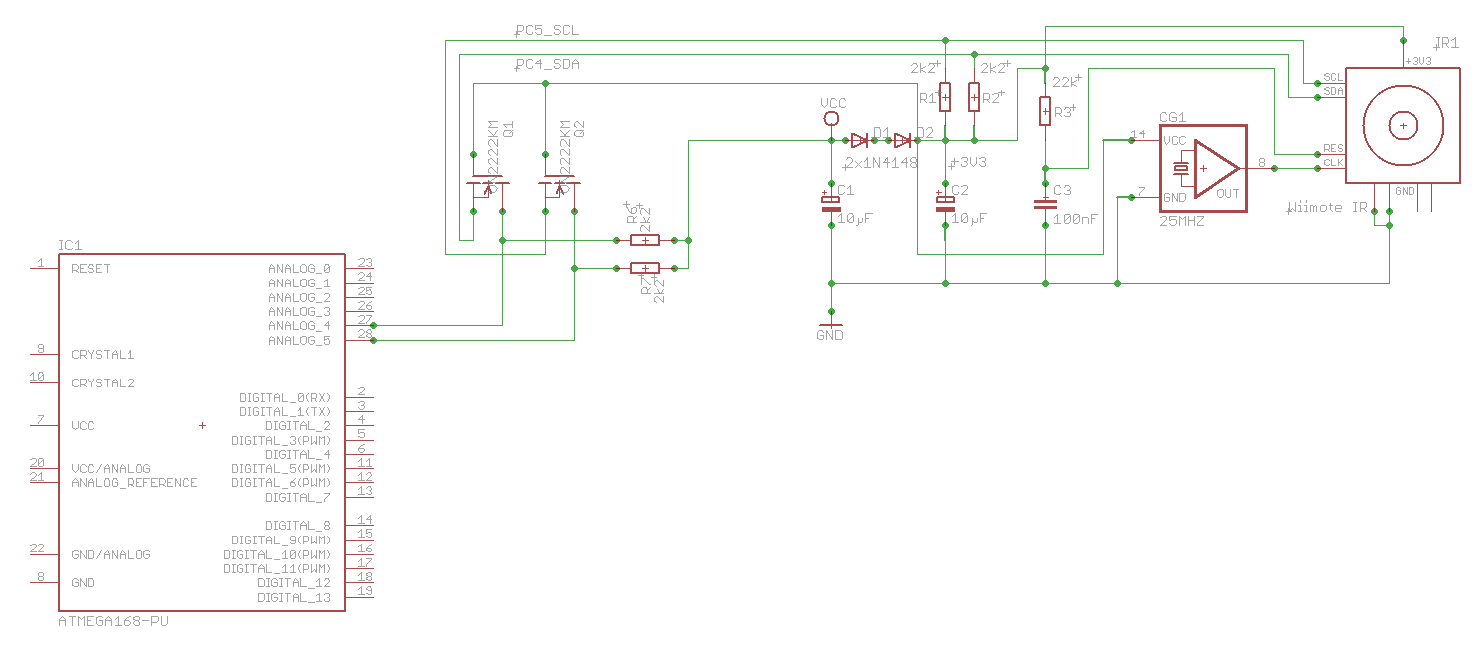 PC5_SCL
PC4_SDA
IR1
+3V3
SCL
SDA
RES
CLK
GND
Wiimote IR
2k2
2k2
R1
R2
22k
R3
VCC
D1
D2
2x1N4148
+3V3
C1
10µF
C2
10µF
C3
100nF
CG1
14
VCC
7
GND
8
OUT
25MHZ
Q1
Q2
R6
2k2
R7
2k2
GND
IC1
1 RESET
9 CRYSTAL1
10 CRYSTAL2
7 VCC
20 VCC/ANALOG
21 ANALOG_REFERENCE
22 GND/ANALOG
8 GND
ANALOG_0 23
ANALOG_1 24
ANALOG_2 25
ANALOG_3 26
ANALOG_4 27
ANALOG_5 28
DIGITAL_0(RX) 2
DIGITAL_1(TX) 3
DIGITAL_2 4
DIGITAL_3(PWM) 5
DIGITAL_4 6
DIGITAL_5(PWM) 11
DIGITAL_6(PWM) 12
DIGITAL_7 13
DIGITAL_8 14
DIGITAL_9(PWM) 15
DIGITAL_10(PWM) 16
DIGITAL_11(PWM) 17
DIGITAL_12 18
DIGITAL_13 19
ATMEGA168-PU